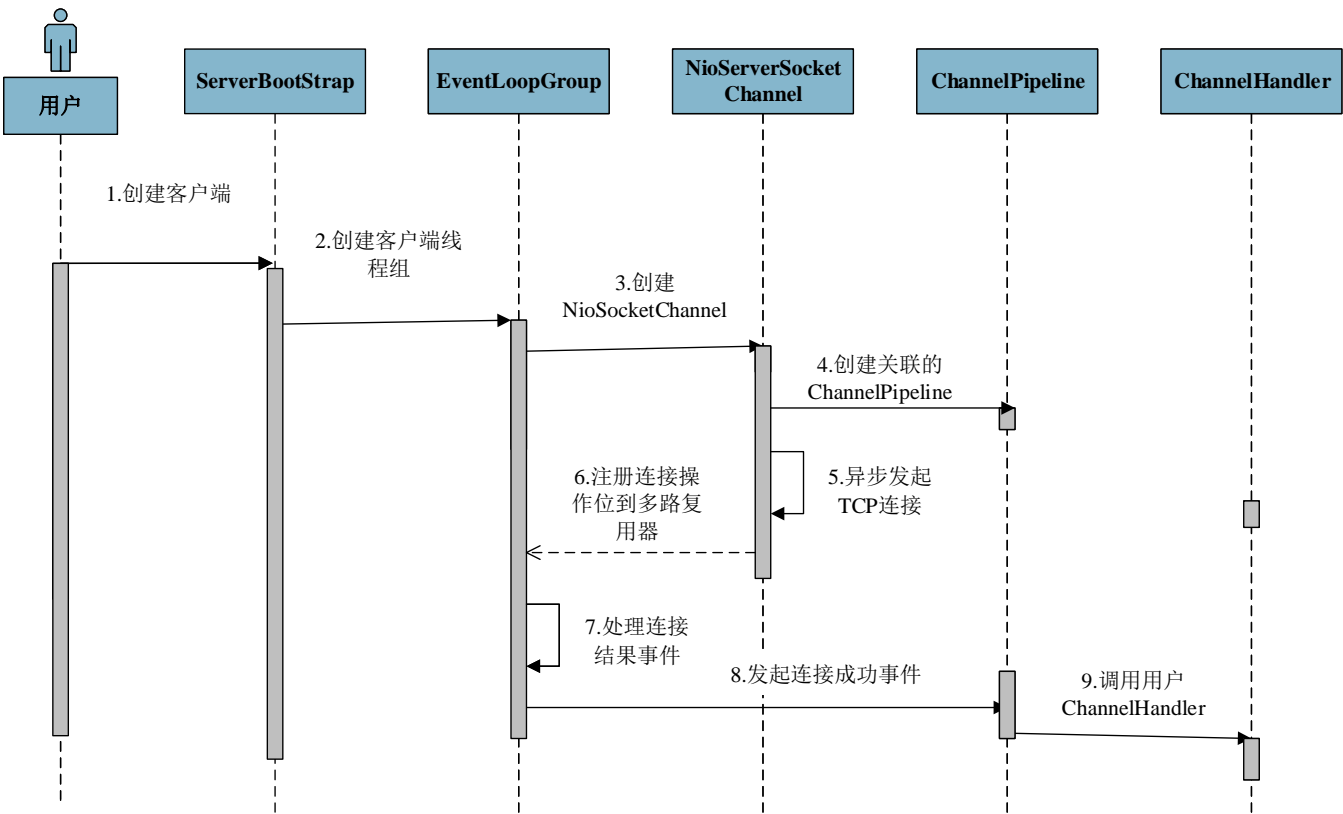 用户
ServerBootStrap
EventLoopGroup
NioServerSocket
Channel
ChannelPipeline
ChannelHandler
1.创建客户端
2.创建客户端线
程组
3.创建
NioSocketChannel
4.创建关联的
ChannelPipeline
5.异步发起
TCP连接
6.注册连接操
作位到多路复
用器
7.处理连接
结果事件
8.发起连接成功事件
9.调用用户
ChannelHandler